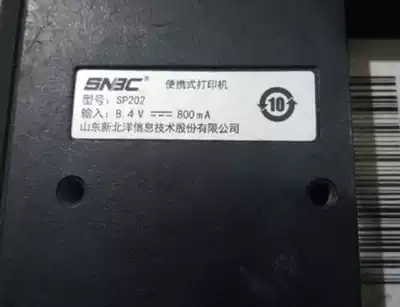 SNBC® 便携式打印机
型号：SP202
输入：8.4V⎓800mA
山东新北洋信息技术股份有限公司
10